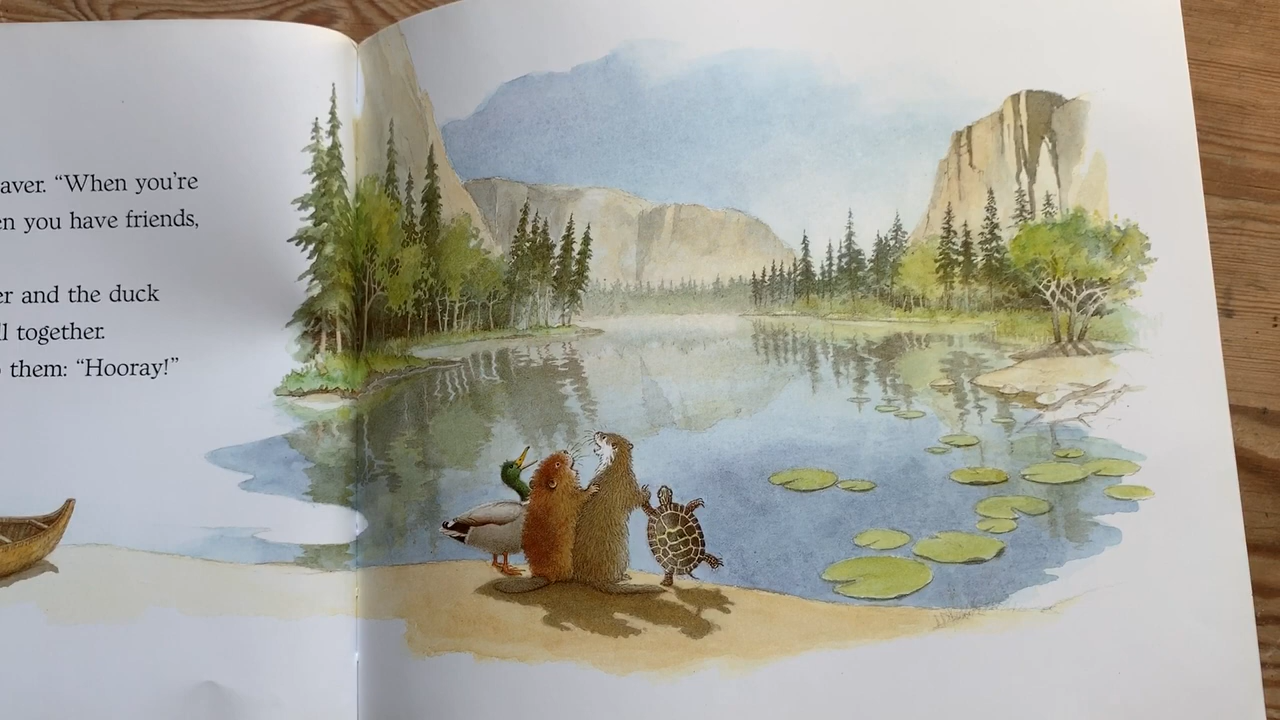 aver. “When you’re
en you have friends,
er and the duck
ll together.
o them: “Hooray!”